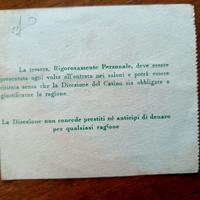 La tessera, Rigorosamente Personale, deve essere
presentata ogni volta all'entrata nei saloni e potrà essere
ritirata senza che la Direzione del Casino sia obbligata a
giustificarne la ragione.
La Direzione non concede prestiti nè anticipi di denaro
per qualsiasi ragione